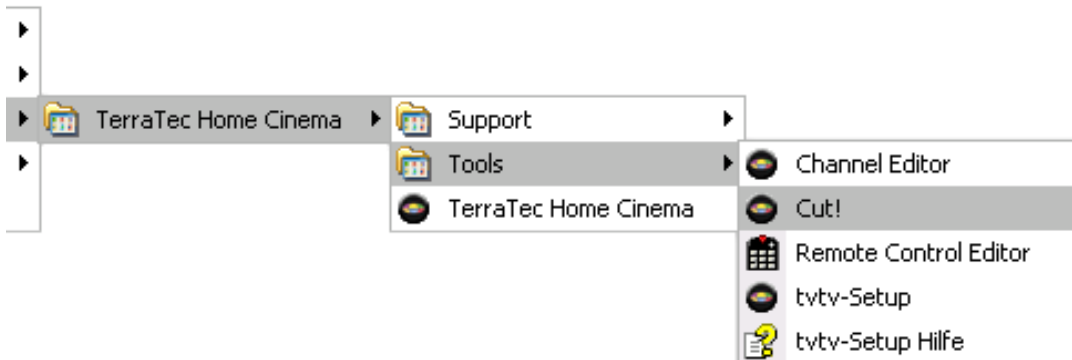 TerraTec Home Cinema
Support
Tools
TerraTec Home Cinema
Channel Editor
Cut!
Remote Control Editor
tvtv-Setup
tvtv-Setup Hilfe